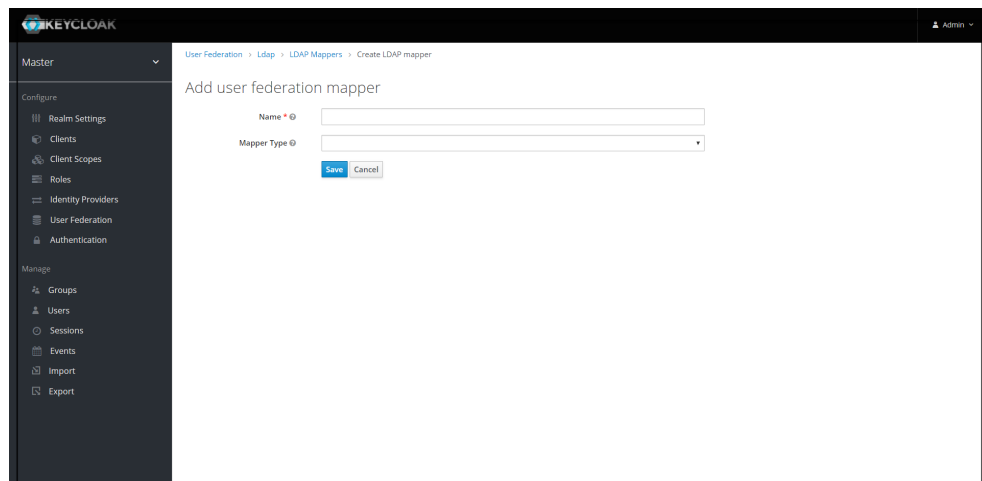 KEYCLOAK
Admin
Master
User Federation > Ldap > LDAP Mappers > Create LDAP mapper
Add user federation mapper
Name *
Mapper Type
Save Cancel
Configure
Realm Settings
Clients
Client Scopes
Roles
Identity Providers
User Federation
Authentication
Manage
Groups
Users
Sessions
Events
Import
Export